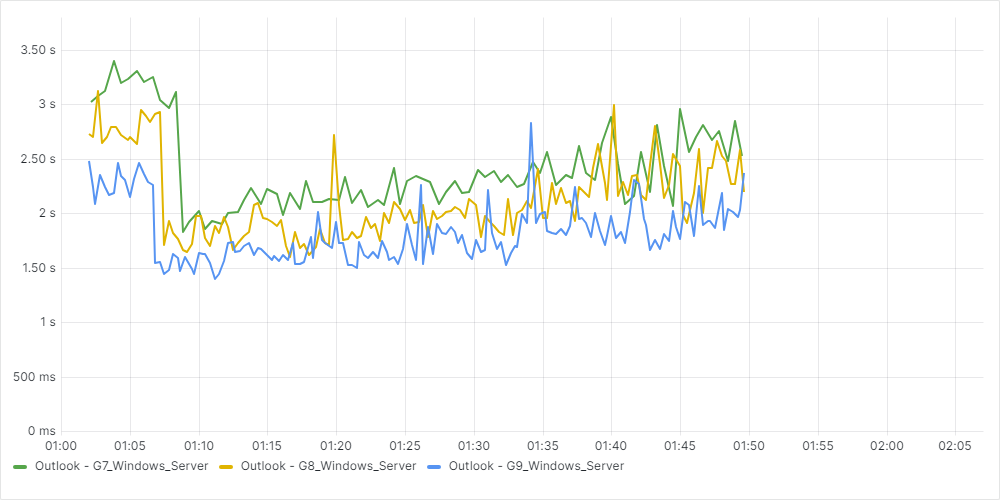 3.50 s
3 s
2.50 s
2 s
1.50 s
1 s
500 ms
0 ms
01:00 01:05 01:10 01:15 01:20 01:25 01:30 01:35 01:40 01:45 01:50 01:55 02:00 02:05
Outlook - G7_Windows_Server Outlook - G8_Windows_Server Outlook - G9_Windows_Server